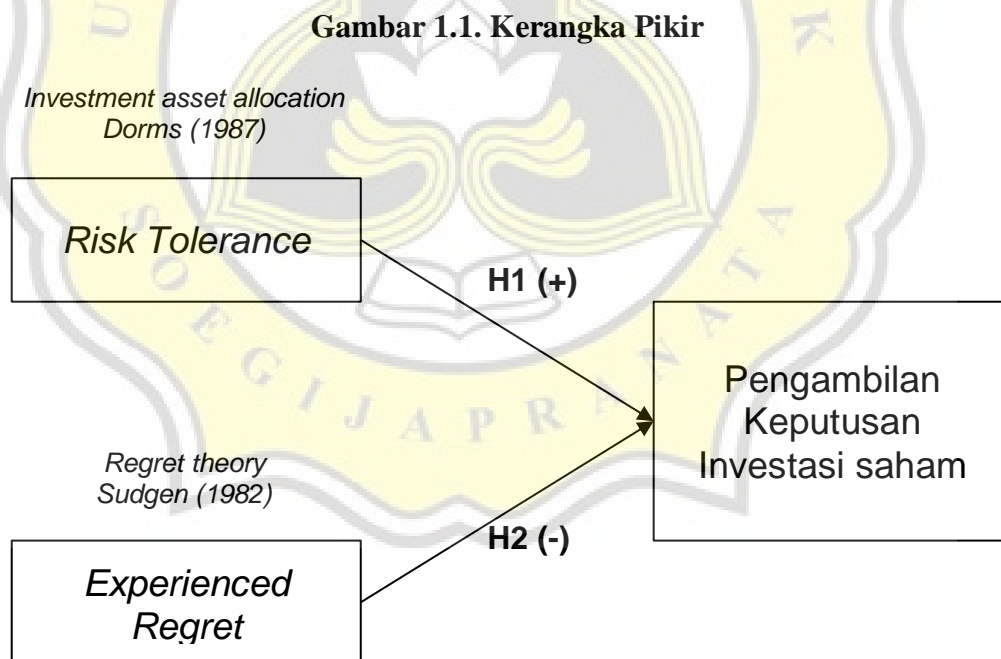 Gambar 1.1. Kerangka Pikir
Investment asset allocation
Dorms (1987)
Risk Tolerance
H1 (+)
Pengambilan
Keputusan
Investasi saham
Regret theory
Sudgen (1982)
H2 (-)
Experienced
Regret
U
K
SOEGIJAPRANATA